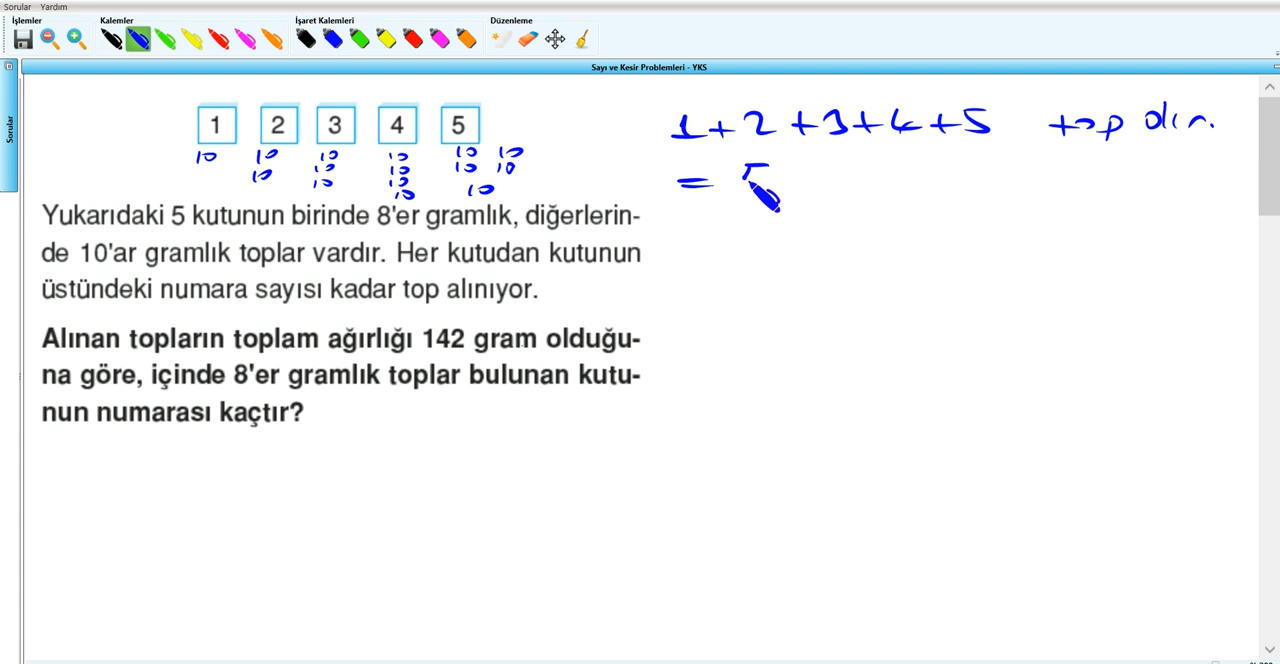 Sorular Yardım
İşlemler Kalemler İşaret Kalemleri Düzenleme
Sayı ve Kesir Problemleri - YKS
Sorular
1 2 3 4 5
10 10 10 10 10 10
10 10 10 10 10
10 10 10
10
Yukarıdaki 5 kutunun birinde 8'er gramlık, diğerlerin-
de 10'ar gramlık toplar vardır. Her kutudan kutunun
üstündeki numara sayısı kadar top alınıyor.
Alınan topların toplam ağırlığı 142 gram olduğu-
na göre, içinde 8'er gramlık toplar bulunan kutu-
nun numarası kaçtır?
1+2+3+4+5 top alır.
= 5